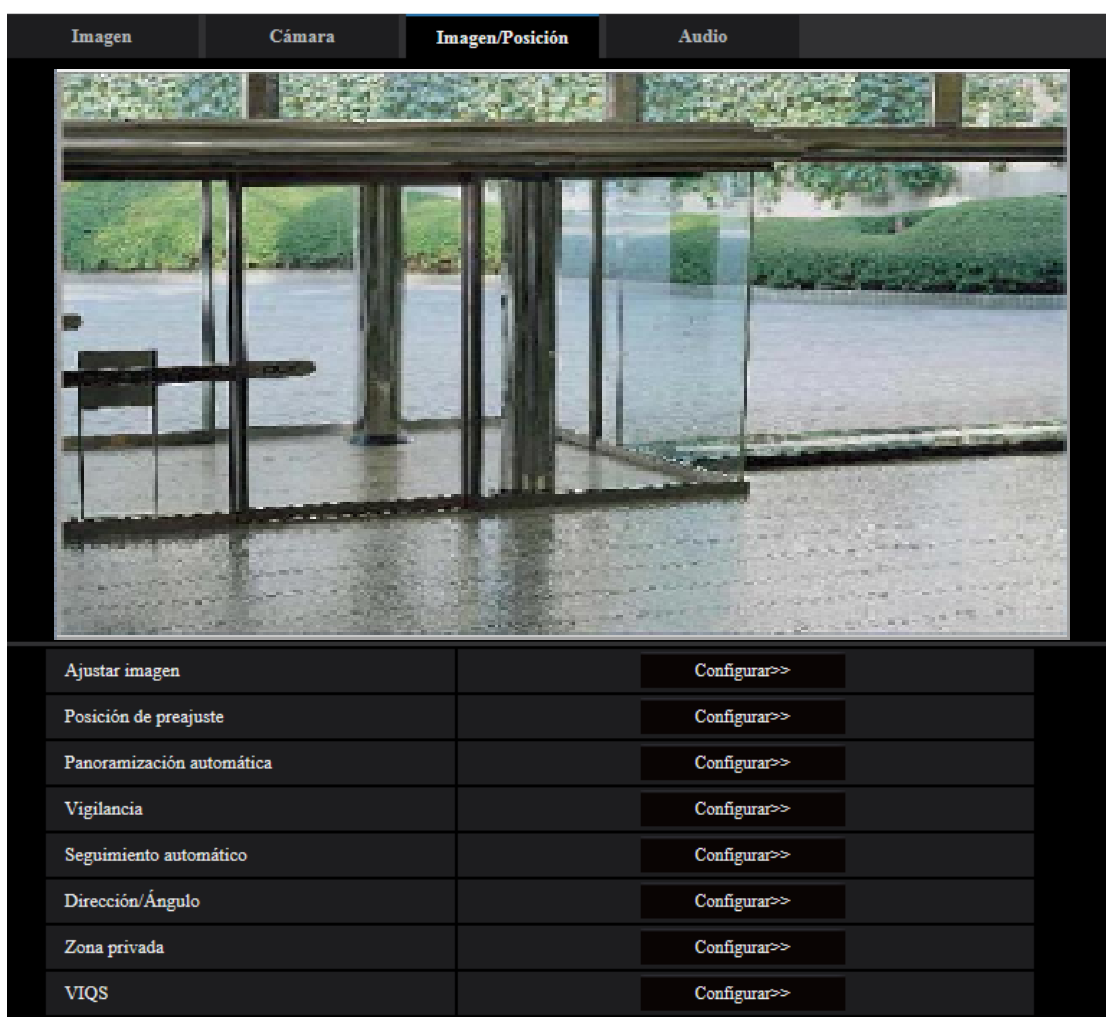 Imagen Cámara Imagen/Posición Audio
Ajustar imagen Configurar>>
Posición de preajuste Configurar>>
Panoramización automática Configurar>>
Vigilancia Configurar>>
Seguimiento automático Configurar>>
Dirección/Ángulo Configurar>>
Zona privada Configurar>>
VIQS Configurar>>